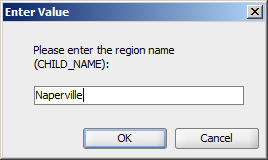 Enter Value
Please enter the region name
(CHILD_NAME):
Naperville
OK
Cancel